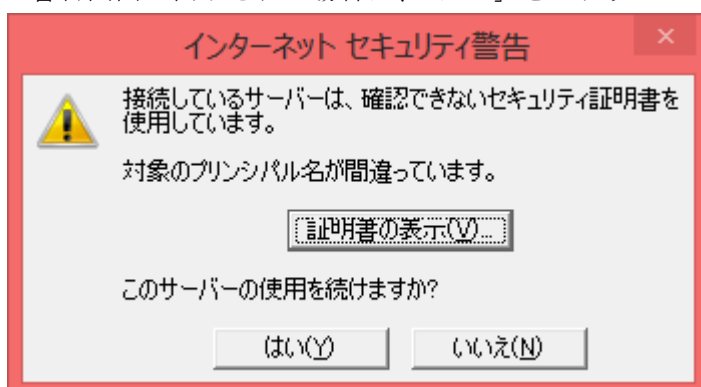 インターネット セキュリティ警告
接続しているサーバーは、確認できないセキュリティ証明書を
使用しています。
対象のプリンシパル名が間違っています。
証明書の表示(V)...
このサーバーの使用を続けますか?
はい(Y)
いいえ(N)